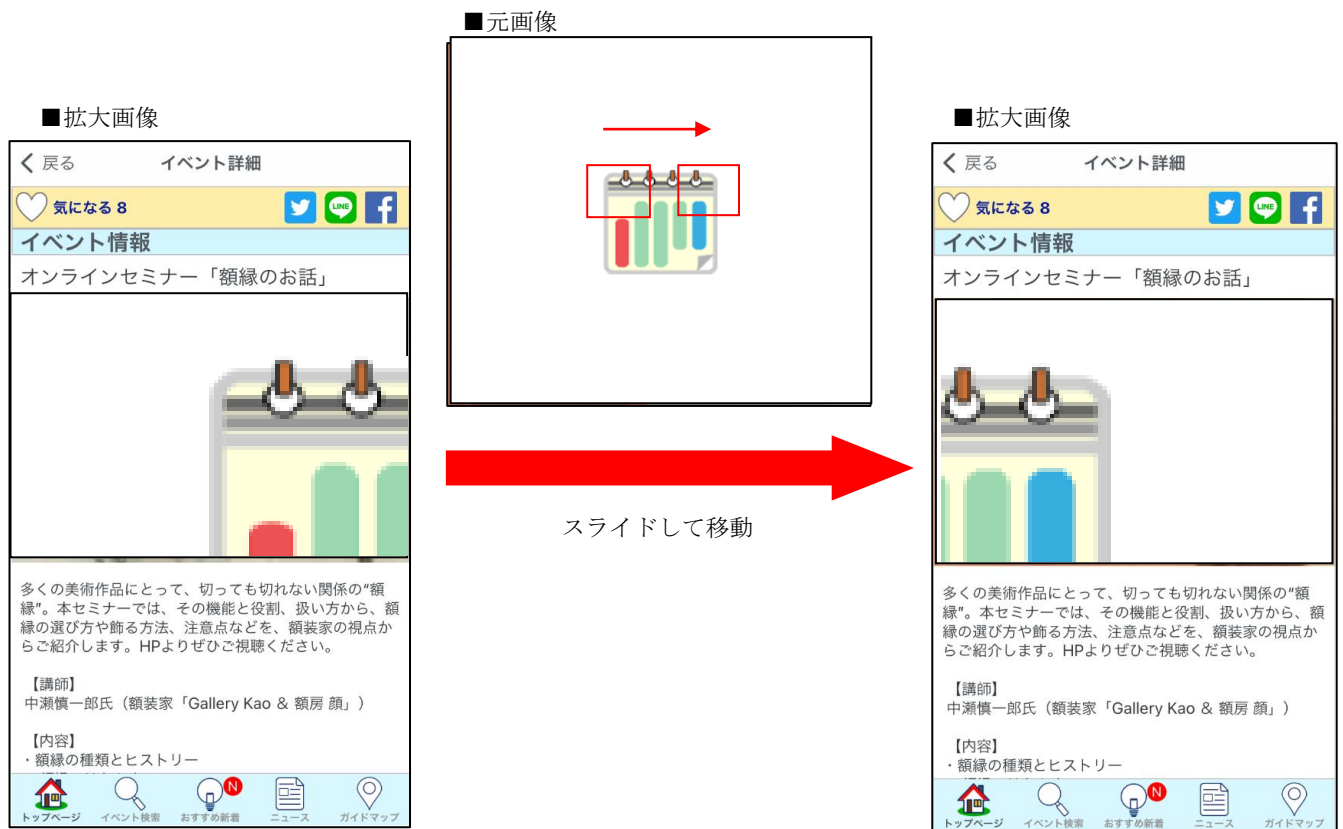 ■元画像
■拡大画像
戻る
イベント詳細
気になる 8
LINE
イベント情報
オンラインセミナー「額縁のお話」
多くの美術作品にとって、切っても切れない関係の“額
縁”。本セミナーでは、その機能と役割、扱い方から、額
縁の選び方や飾る方法、注意点などを、額装家の視点か
らご紹介します。HPよりぜひご視聴ください。
【講師】
中瀬慎一郎氏（額装家「Gallery Kao ＆ 額房 顔」）
【内容】
・額縁の種類とヒストリー
N
トップページ
イベント検索
おすすめ新着
ニュース
ガイドマップ
スライドして移動
■拡大画像
戻る
イベント詳細
気になる 8
LINE
イベント情報
オンラインセミナー「額縁のお話」
多くの美術作品にとって、切っても切れない関係の“額
縁”。本セミナーでは、その機能と役割、扱い方から、額
縁の選び方や飾る方法、注意点などを、額装家の視点か
らご紹介します。HPよりぜひご視聴ください。
【講師】
中瀬慎一郎氏（額装家「Gallery Kao ＆ 額房 顔」）
【内容】
・額縁の種類とヒストリー
N
トップページ
イベント検索
おすすめ新着
ニュース
ガイドマップ